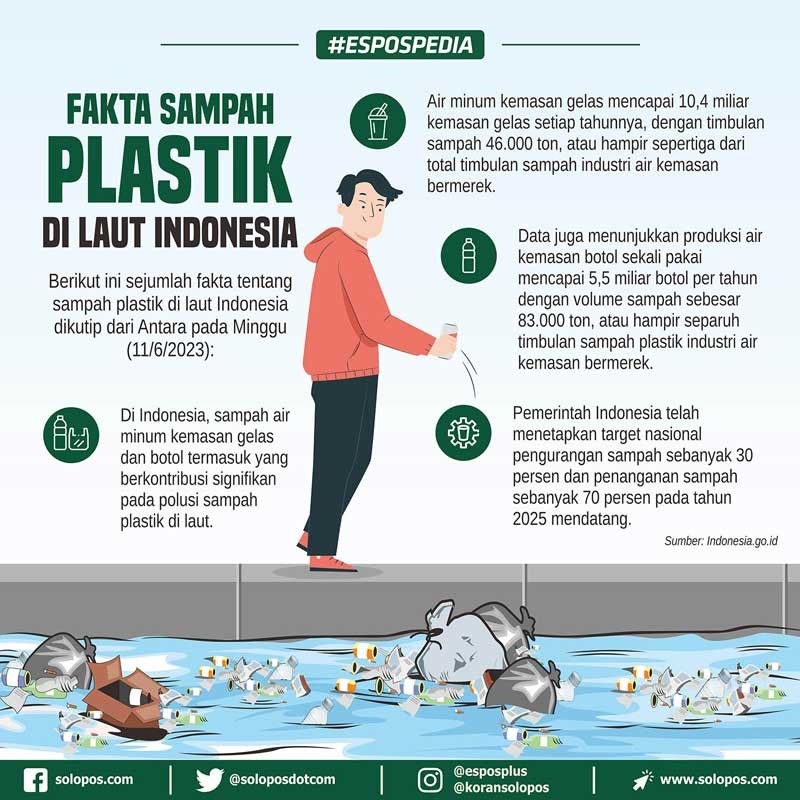 #ESPOSPEDIA
FAKTA SAMPAH
PLASTIK
DI LAUT INDONESIA
Berikut ini sejumlah fakta tentang
sampah plastik di laut Indonesia
dikutip dari Antara pada Minggu
(11/6/2023):
Di Indonesia, sampah air
minum kemasan gelas
dan botol termasuk yang
berkontribusi signifikan
pada polusi sampah
plastik di laut.
Air minum kemasan gelas mencapai 10,4 miliar
kemasan gelas setiap tahunnya, dengan timbulan
sampah 46.000 ton, atau hampir sepertiga dari
total timbulan sampah industri air kemasan
bermerek.
Data juga menunjukkan produksi air
kemasan botol sekali pakai
mencapai 5,5 miliar botol per tahun
dengan volume sampah sebesar
83.000 ton, atau hampir separuh
timbulan sampah plastik industri air
kemasan bermerek.
Pemerintah Indonesia telah
menetapkan target nasional
pengurangan sampah sebanyak 30
persen dan penanganan sampah
sebanyak 70 persen pada tahun
2025 mendatang.
Sumber: Indonesia.go.id
solopos.com
@soloposdotcom
@esposplus
@koransolopos
www.solopos.com